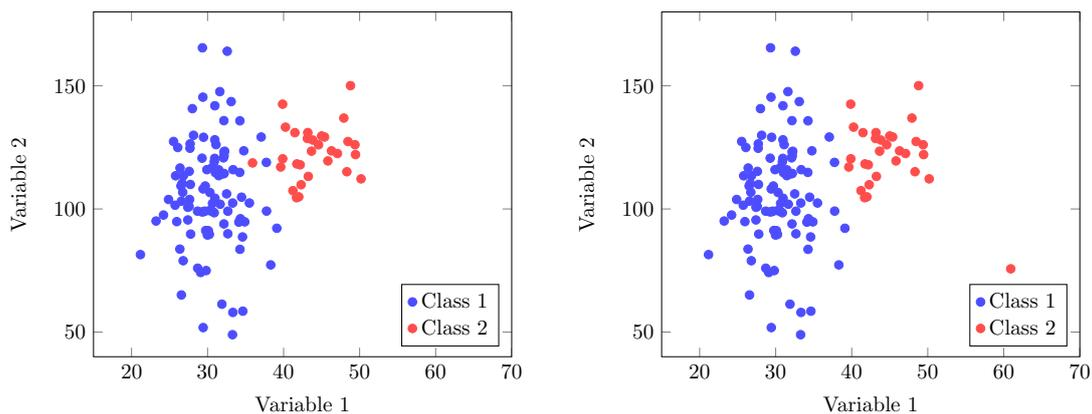 150
100
50
Variable 2
20 30 40 50 60 70
Variable 1
Class 1
Class 2
150
100
50
Variable 2
20 30 40 50 60 70
Variable 1
Class 1
Class 2